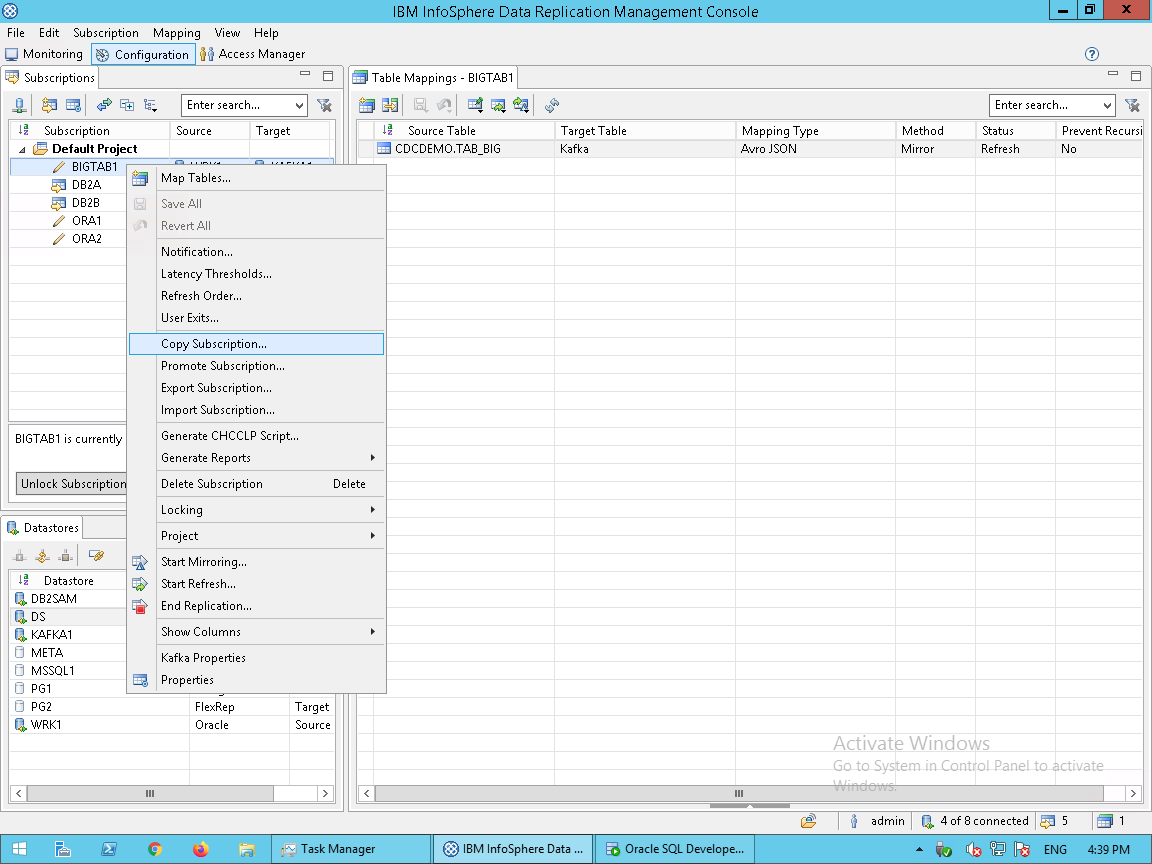 IBM InfoSphere Data Replication Management Console
File Edit Subscription Mapping View Help
Monitoring Configuration Access Manager
Subscriptions
Enter search...
Subscription Source Target
Default Project
BIGTAB1
DB2A
DB2B
ORA1
ORA2
BIGTAB1 is currently
Unlock Subscription
Map Tables...
Save All
Revert All
Notification...
Latency Thresholds...
Refresh Order...
User Exits...
Copy Subscription...
Promote Subscription...
Export Subscription...
Import Subscription...
Generate CHCCLP Script...
Generate Reports
Delete Subscription Delete
Locking
Project
Start Mirroring...
Start Refresh...
End Replication...
Show Columns
Kafka Properties
Properties
Datastores
Datastore
DB2SAM
DS
KAFKA1
META
MSSQL1
PG1
PG2 FlexRep Target
WRK1 Oracle Source
Table Mappings - BIGTAB1
Enter search...
Source Table Target Table Mapping Type Method Status Prevent Recursi
CDCDEMO.TAB_BIG Kafka Avro JSON Mirror Refresh No
Activate Windows
Go to System in Control Panel to activate
Windows.
admin 4 of 8 connected 5 1
Task Manager IBM InfoSphere Data ... Oracle SQL Develope... ENG 4:39 PM